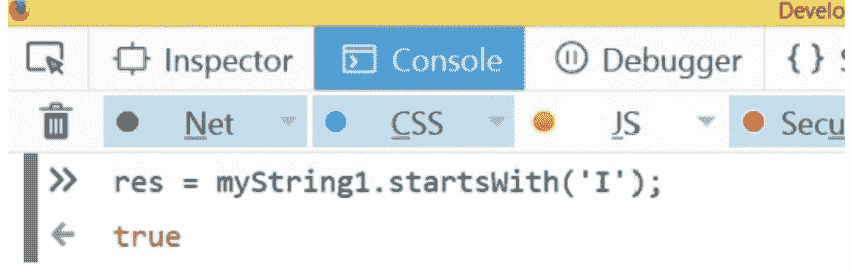 Develo
Inspector Console Debugger { } S
Net CSS JS Secu
>> res = myString1.startsWith('I');
← true